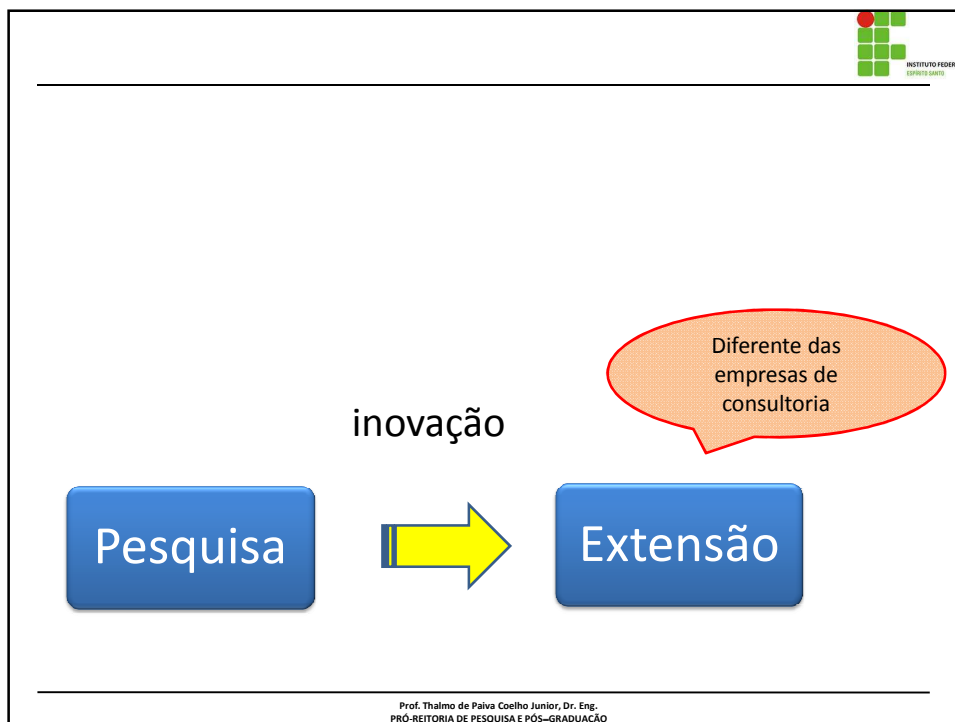 INSTITUTO FEDER
ESPÍRITO SANTO
Diferente das
empresas de
consultoria
inovação
Pesquisa
Extensão
Prof. Thalmo de Paiva Coelho Junior, Dr. Eng.
PRÓ-REITORIA DE PESQUISA E PÓS–GRADUAÇÃO